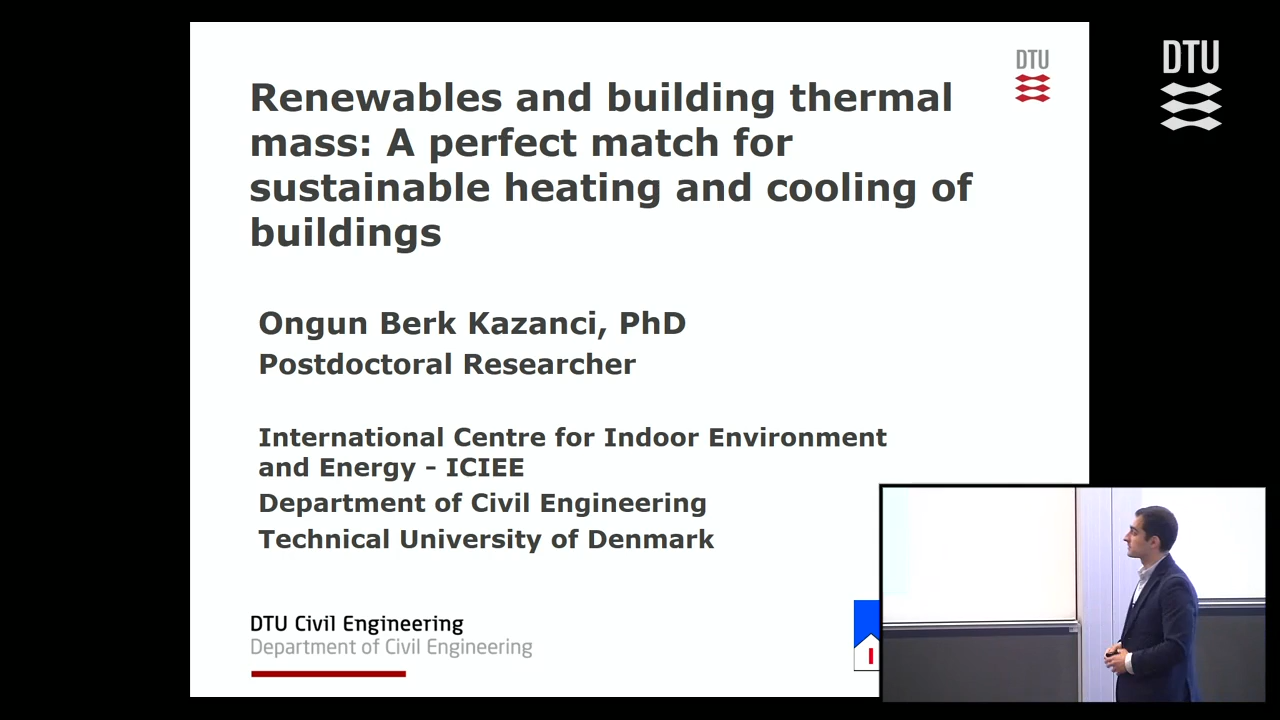 DTU
DTU
Renewables and building thermal
mass: A perfect match for
sustainable heating and cooling of
buildings
Ongun Berk Kazanci, PhD
Postdoctoral Researcher
International Centre for Indoor Environment
and Energy - ICIEE
Department of Civil Engineering
Technical University of Denmark
DTU Civil Engineering
Department of Civil Engineering
I